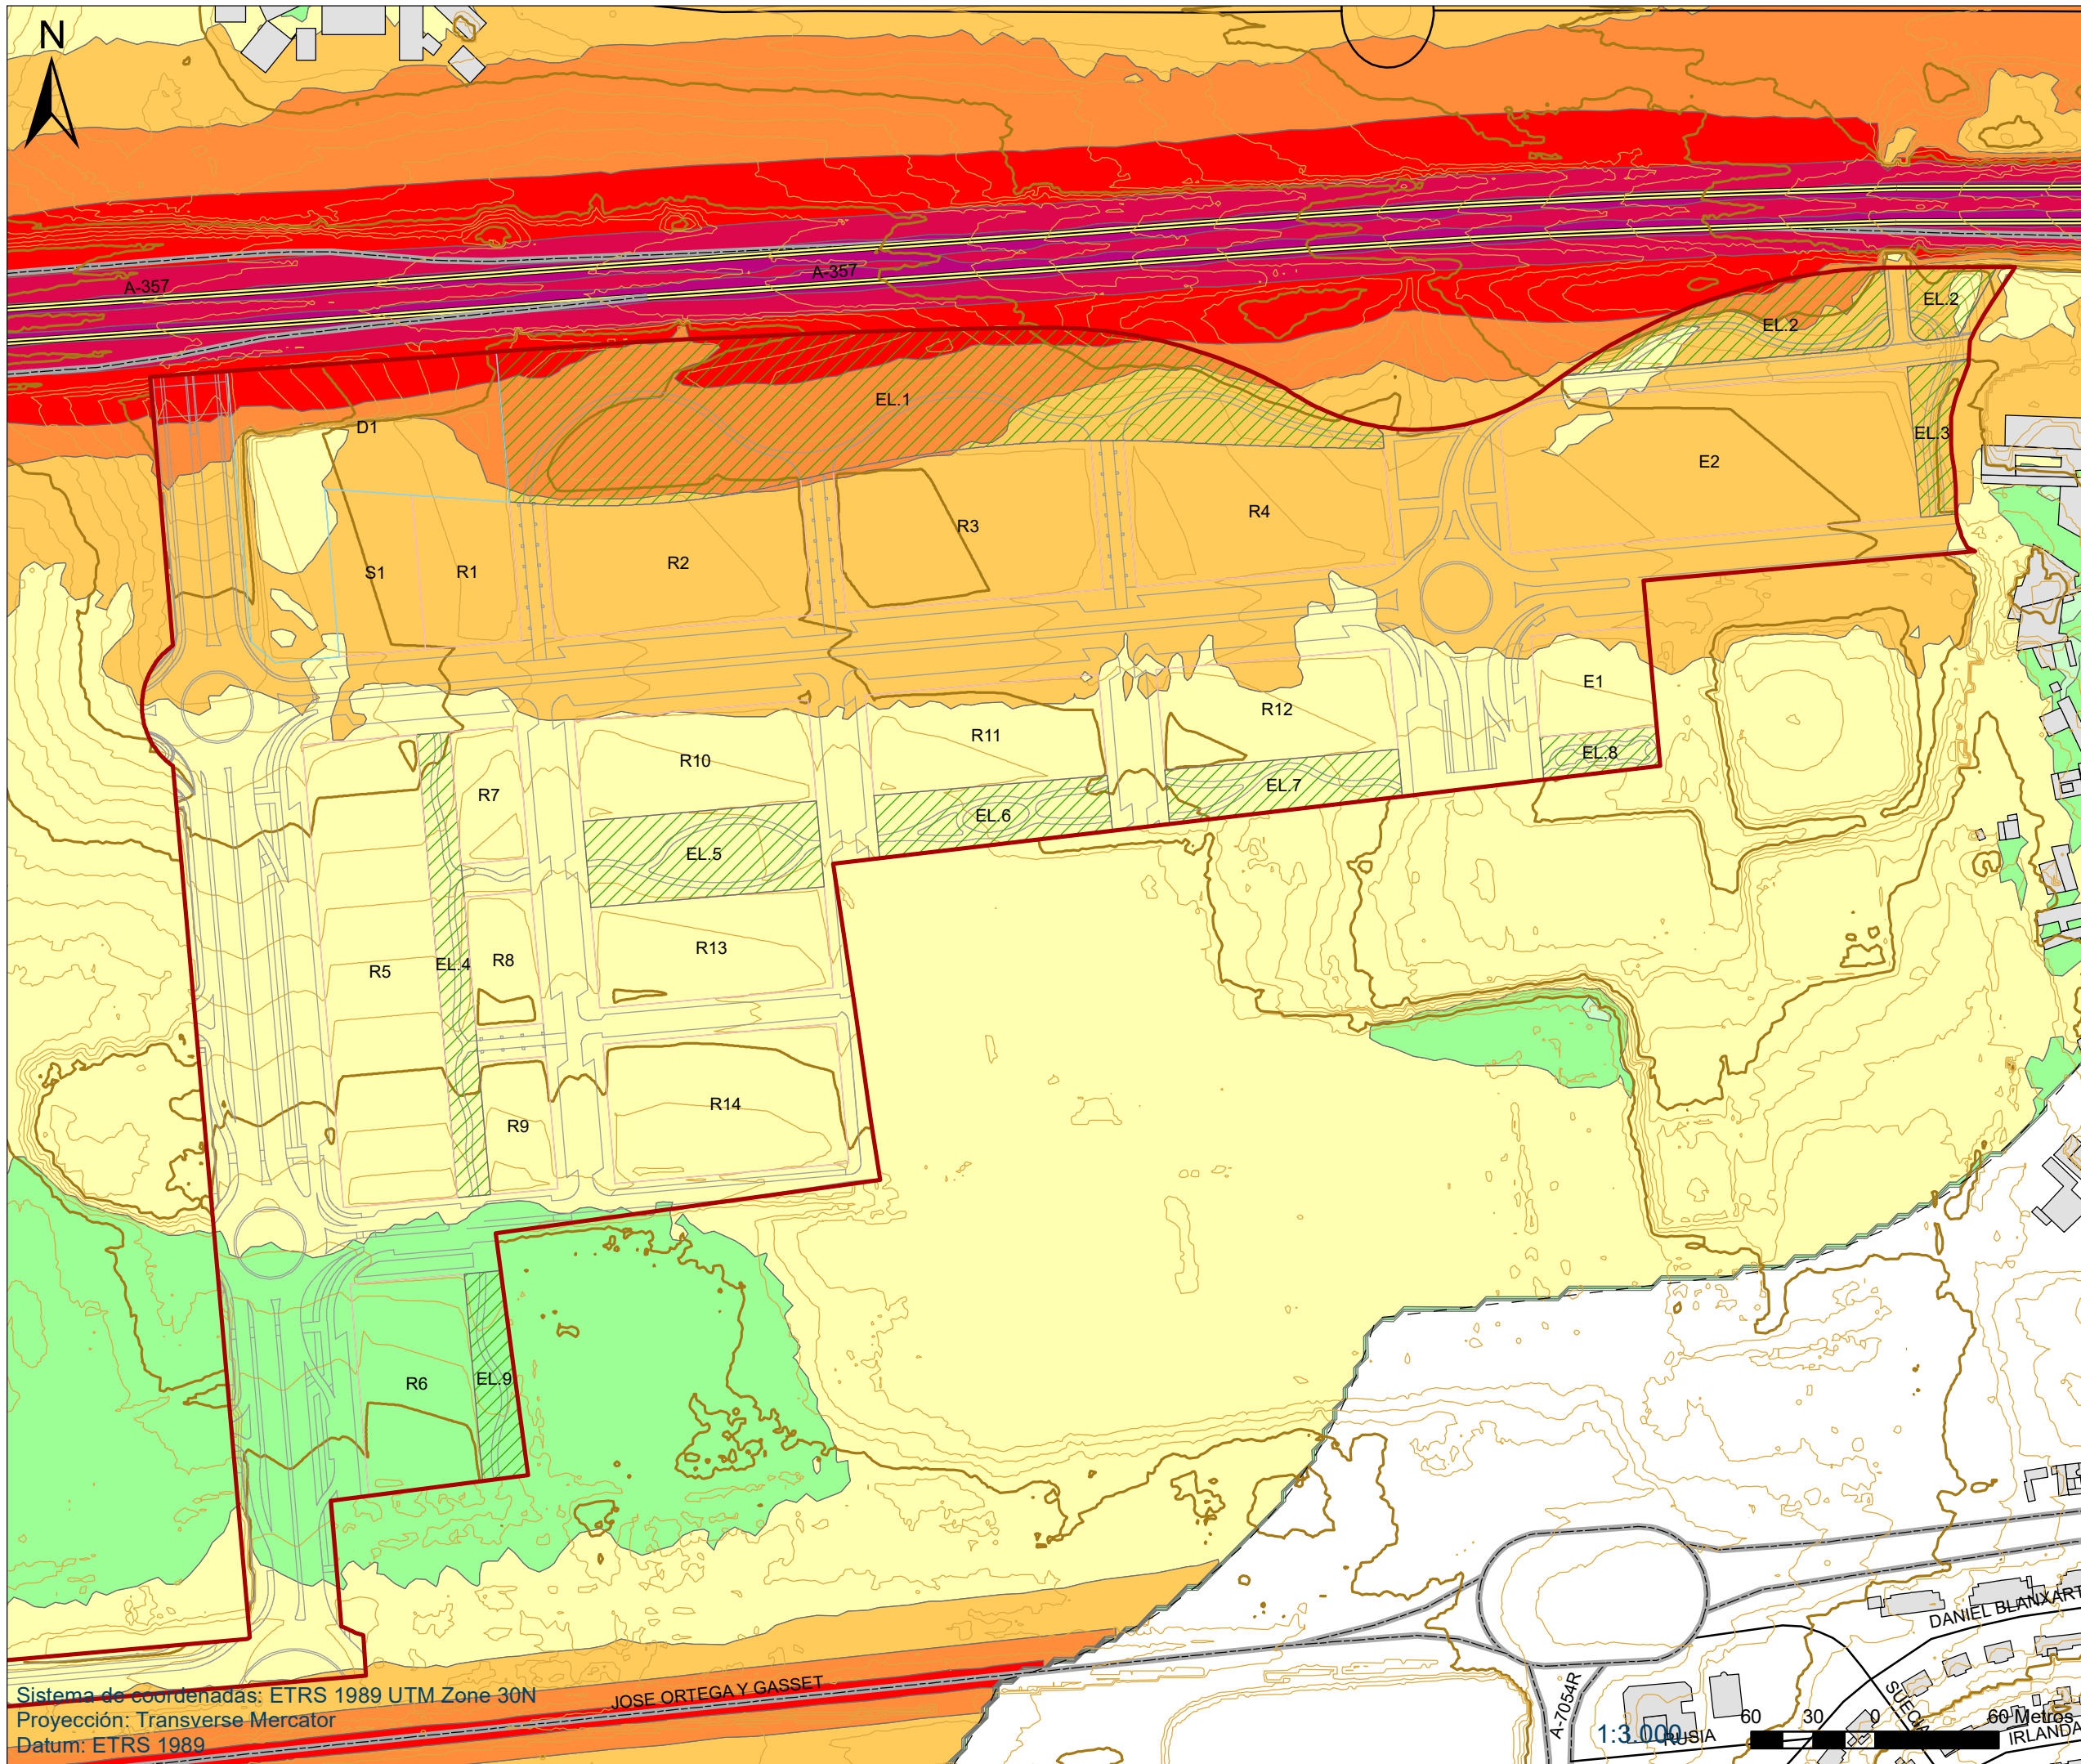 N
A-357
A-357
EL.2
EL.2
EL.1
D1
EL.3
E2
R4
R3
R2
R1
S1
E1
R12
R11
EL.8
R10
EL.7
R7
EL.6
EL.5
R13
R8
EL.4
R5
R14
R9
R6
EL.9
DANIEL BLANXART
JOSE ORTEGA Y GASSET
A-7054R
SUECIA
RUSIA
IRLANDA
Sistema de coordenadas: ETRS 1989 UTM Zone 30N
Proyección: Transverse Mercator
Datum: ETRS 1989
1:3.000
60 30 0 60 Metros